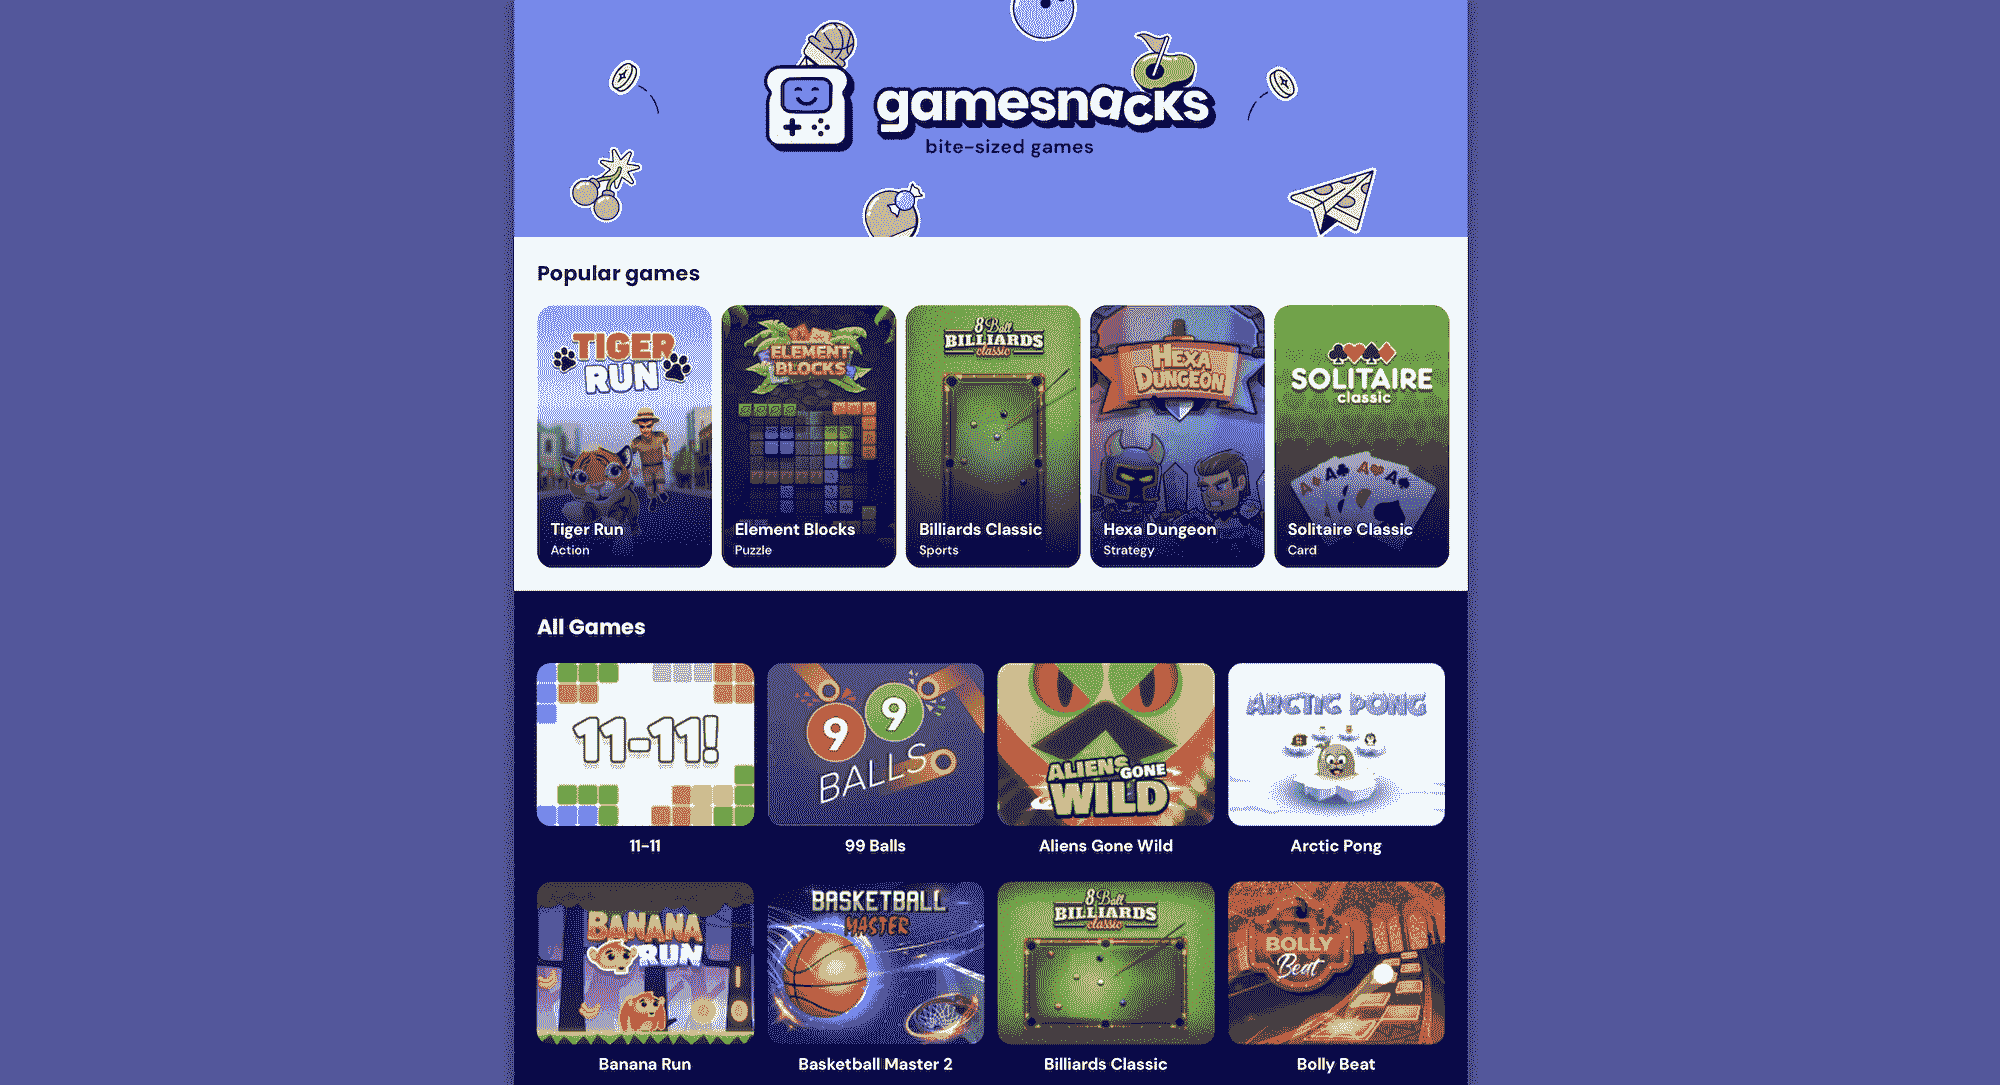 gamesnacks
bite-sized games
Popular games
TIGER
RUN
Tiger Run
Action
ELEMENT
BLOCKS
Element Blocks
Puzzle
8 Ball
BILLIARDS
classic
Billiards Classic
Sports
HEXA
DUNGEON
Hexa Dungeon
Strategy
SOLITAIRE
classic
A A 4 A
Solitaire Classic
Card
All Games
11-11!
11-11
9 9
BALLS
99 Balls
ALIENS GONE
WILD
Aliens Gone Wild
ARCTIC PONG
Arctic Pong
BANANA
RUN
Banana Run
BASKETBALL
MASTER
Basketball Master 2
8 Ball
BILLIARDS
classic
Billiards Classic
BOLLY
Beat
Bolly Beat